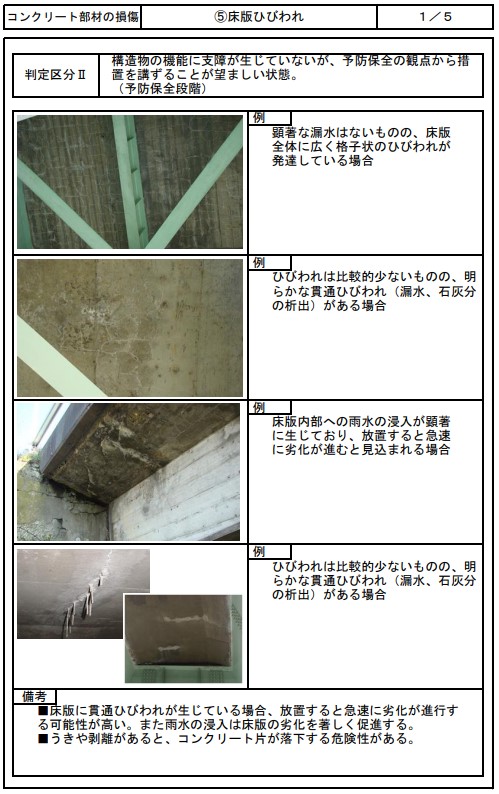 コンクリート部材の損傷
⑤床版ひびわれ
１／５
判定区分Ⅱ
構造物の機能に支障が生じていないが、予防保全の観点から措
置を講ずることが望ましい状態。
（予防保全段階）
例
顕著な漏水はないものの、床版
全体に広く格子状のひびわれが
発達している場合
例
ひびわれは比較的少ないものの、明
らかな貫通ひびわれ（漏水、石灰分
の析出）がある場合
例
床版内部への雨水の浸入が顕著
に生じており、放置すると急速
に劣化が進むと見込まれる場合
例
ひびわれは比較的少ないものの、明
らかな貫通ひびわれ（漏水、石灰分
の析出）がある場合
備考
■床版に貫通ひびわれが生じている場合、放置すると急速に劣化が進行す
る可能性が高い。また雨水の浸入は床版の劣化を著しく促進する。
■うきや剥離があると、コンクリート片が落下する危険性がある。